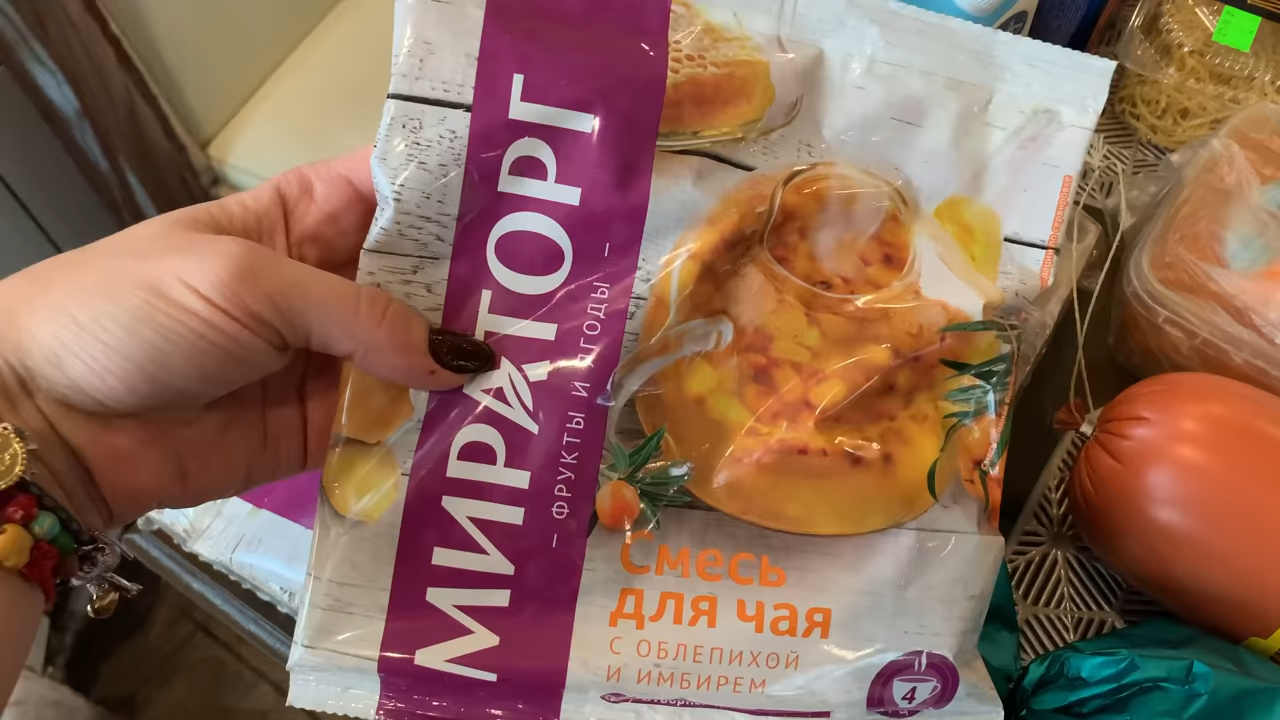 МИРАТОРГ
– ФРУКТЫ И ЯГОДЫ –
Смесь
для чая
С ОБЛЕПИХОЙ
И ИМБИРЕМ
4